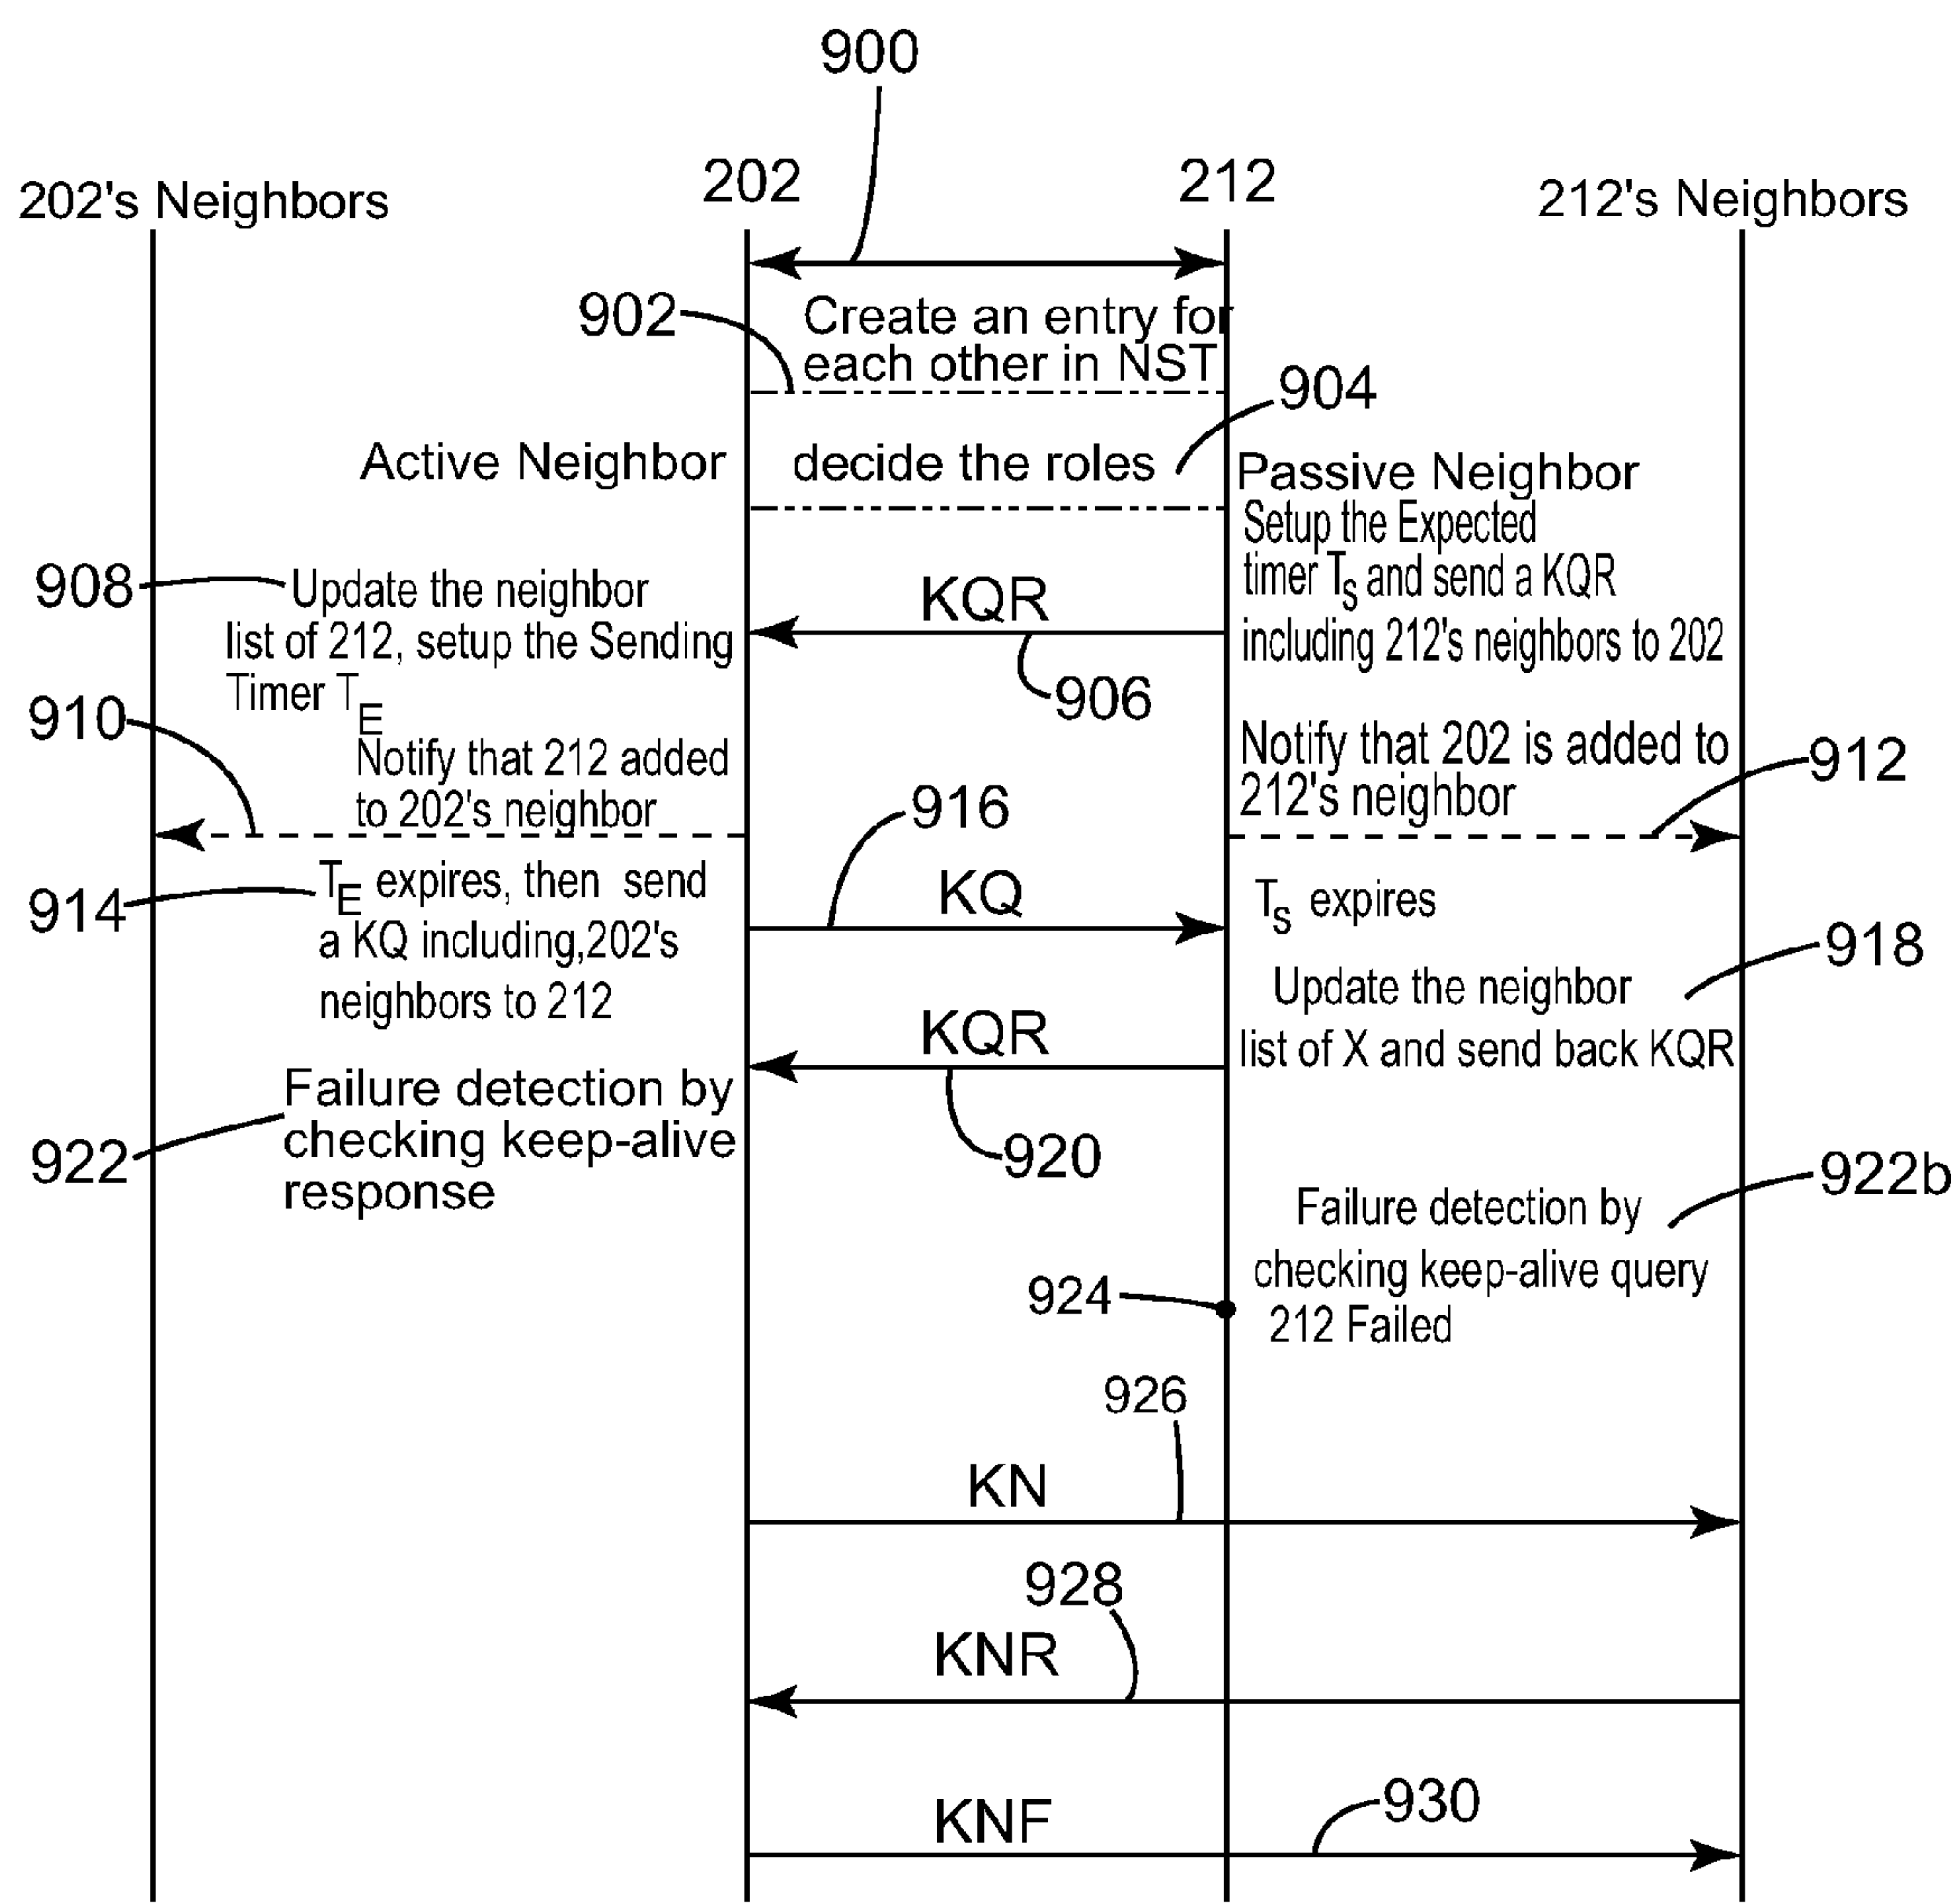 900
202's Neighbors
202
212
212's Neighbors
902
Create an entry for
each other in NST
904
Active Neighbor
decide the roles
Passive Neighbor
Setup the Expected
timer TS and send a KQR
including 212's neighbors to 202
908
Update the neighbor
list of 212, setup the Sending
Timer TE
KQR
906
910
Notify that 212 added
to 202's neighbor
Notify that 202 is added to
212's neighbor
912
916
914
TE expires, then send
a KQ including,202's
neighbors to 212
KQ
TS expires
918
Update the neighbor
list of X and send back KQR
KQR
920
922
Failure detection by
checking keep-alive
response
922b
Failure detection by
checking keep-alive query
212 Failed
924
926
KN
928
KNR
930
KNF